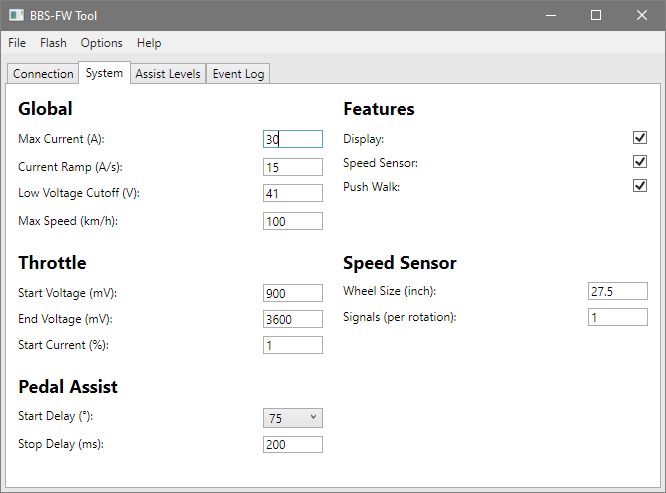 BBS-FW Tool
File Flash Options Help
Connection System Assist Levels Event Log
Global
Max Current (A): 30
Current Ramp (A/s): 15
Low Voltage Cutoff (V): 41
Max Speed (km/h): 100
Features
Display:
Speed Sensor:
Push Walk:
Throttle
Start Voltage (mV): 900
End Voltage (mV): 3600
Start Current (%): 1
Speed Sensor
Wheel Size (inch): 27.5
Signals (per rotation): 1
Pedal Assist
Start Delay (°): 75
Stop Delay (ms): 200